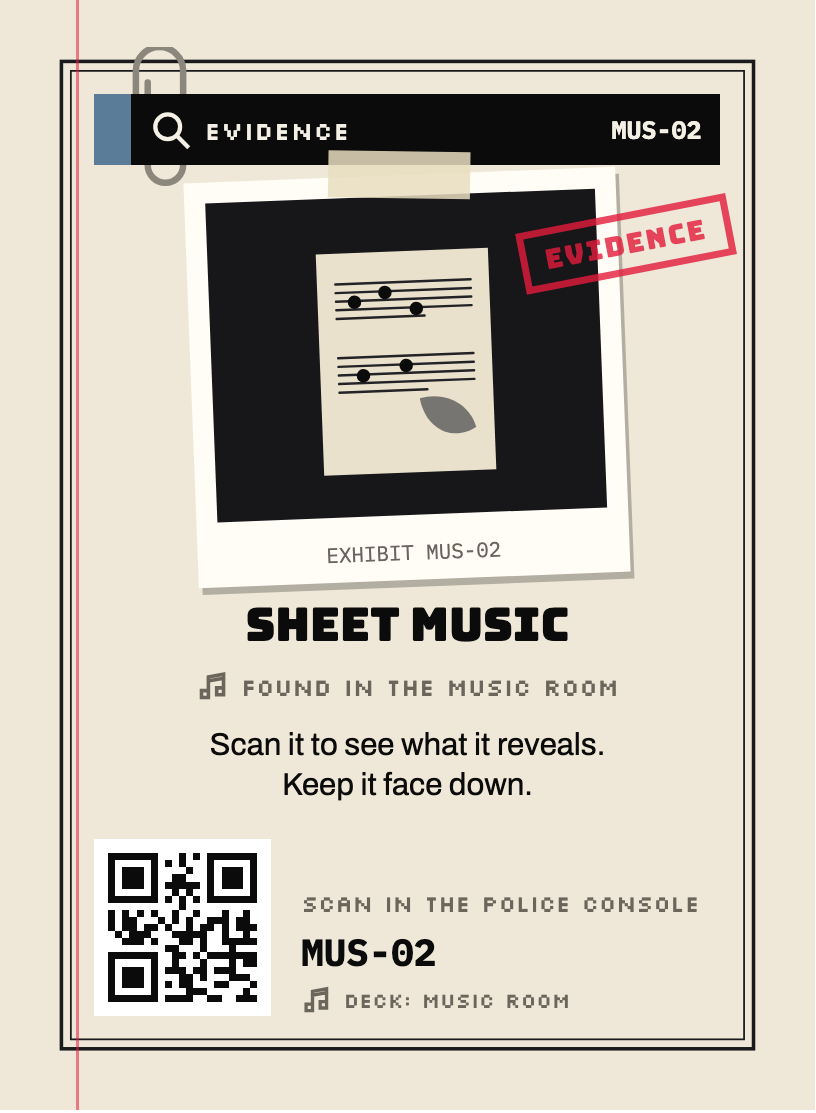 EVIDENCE
MUS-02
EVIDENCE
EXHIBIT MUS-02
SHEET MUSIC
FOUND IN THE MUSIC ROOM
Scan it to see what it reveals.
Keep it face down.
SCAN IN THE POLICE CONSOLE
MUS-02
DECK: MUSIC ROOM